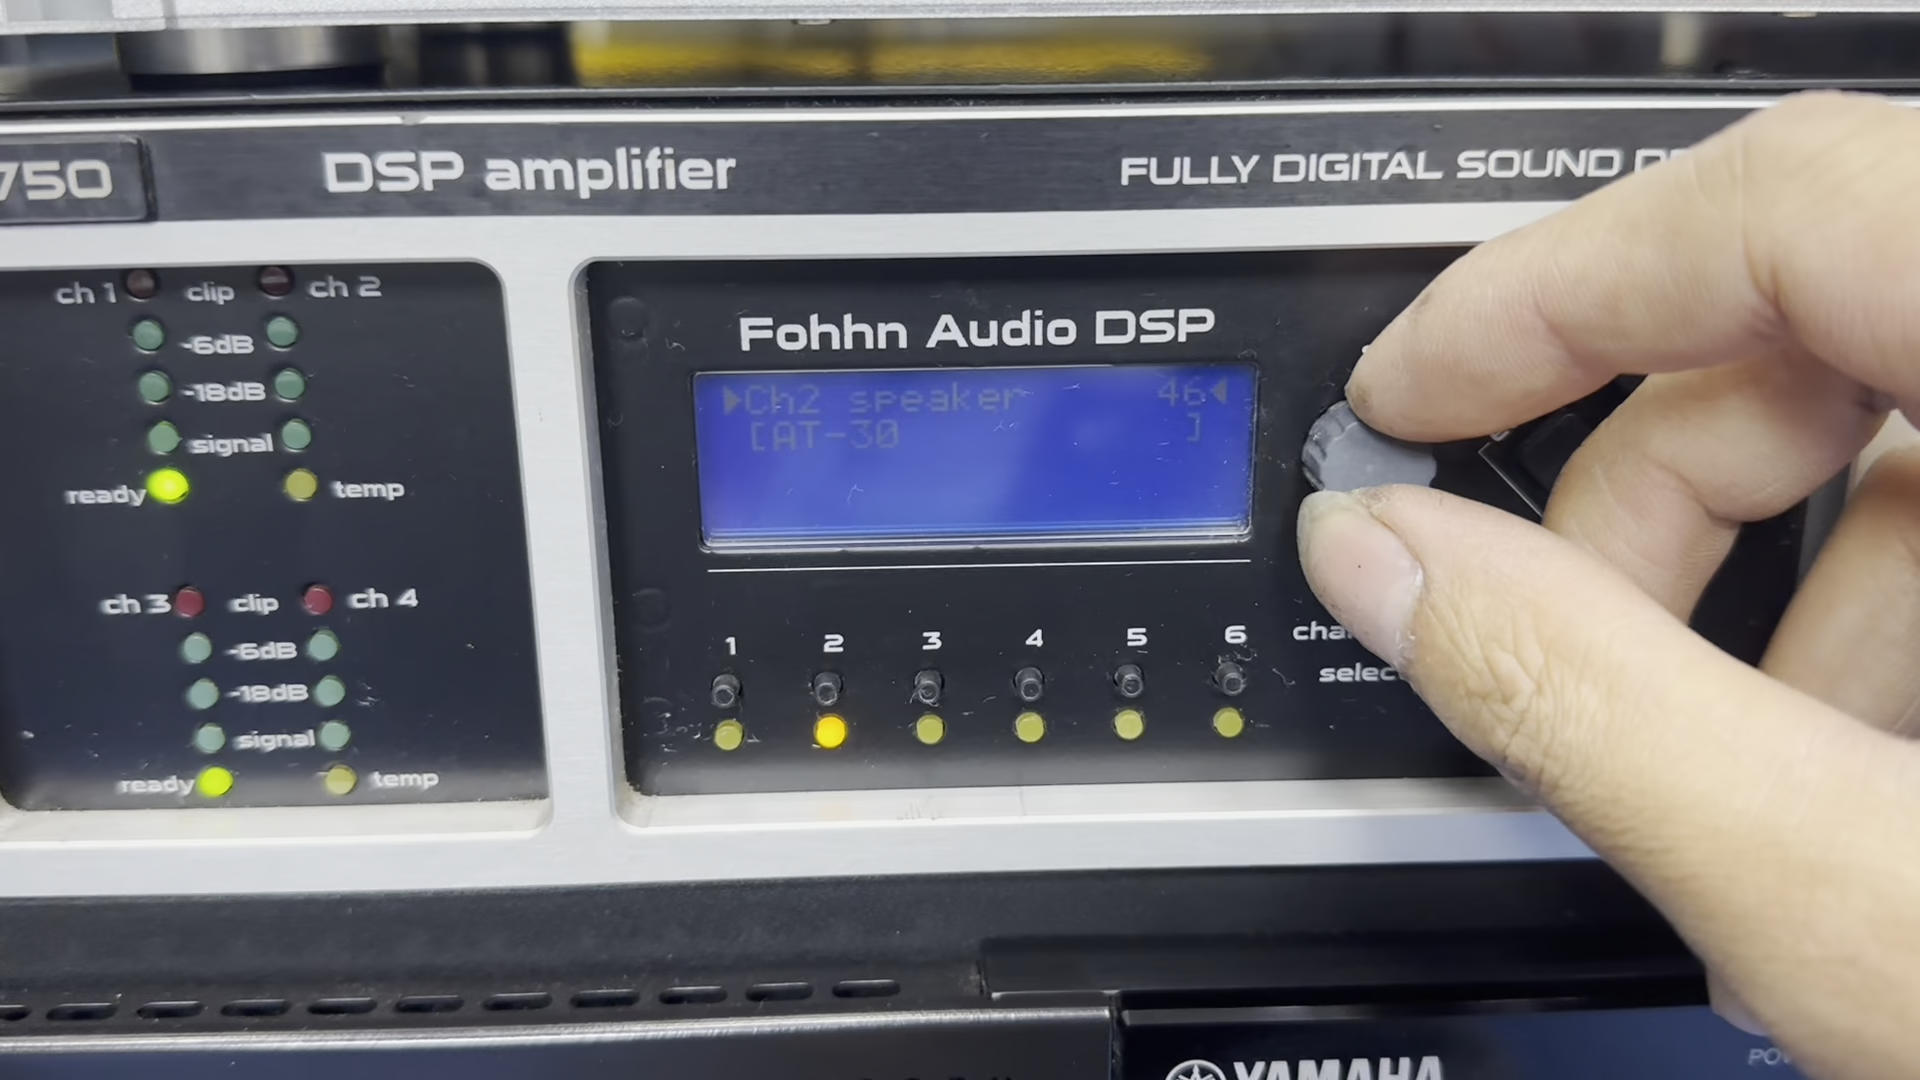 750
DSP amplifier
FULLY DIGITAL SOUND
ch 1 clip ch 2
-6dB
-18dB
signal
ready temp
ch 3 clip ch 4
-6dB
-18dB
signal
ready temp
Fohhn Audio DSP
▶Ch2 speaker 46◀
[AT-30 ]
1 2 3 4 5 6
YAMAHA